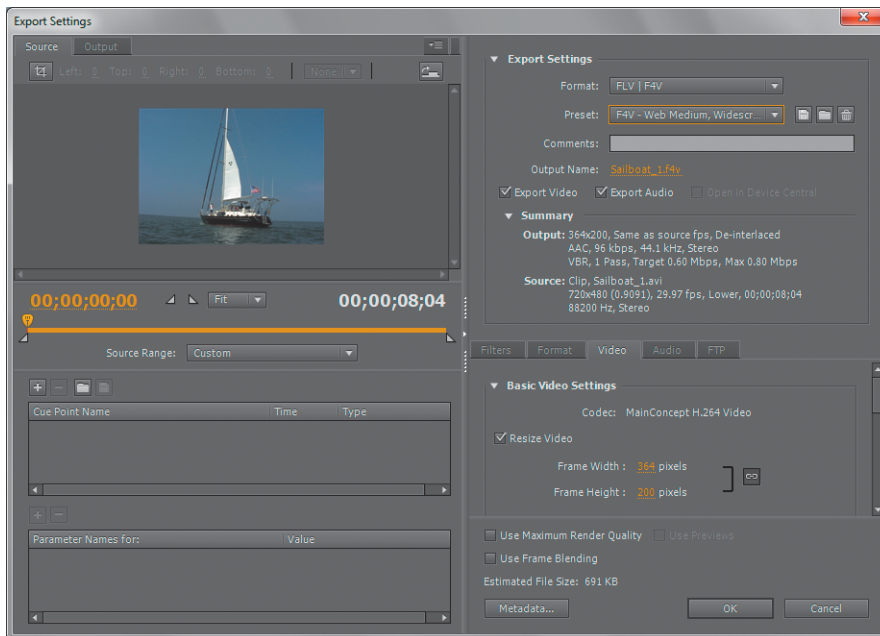 Export Settings
Source Output
Left: 0 Top: 0 Right: 0 Bottom: 0 None
00;00;00;00 Fit 00;00;08;04
Source Range: Custom
Cue Point Name Time Type
Parameter Names for: Value
Export Settings
Format: FLV | F4V
Preset: F4V - Web Medium, Widescr...
Comments:
Output Name: Sailboat_1.f4v
Export Video Export Audio Open in Device Central
Summary
Output: 364x200, Same as source fps, De-interlaced
AAC, 96 kbps, 44.1 kHz, Stereo
VBR, 1 Pass, Target 0.60 Mbps, Max 0.80 Mbps
Source: Clip, Sailboat_1.avi
720x480 (0.9091), 29.97 fps, Lower, 00;00;08;04
88200 Hz, Stereo
Filters Format Video Audio FTP
Basic Video Settings
Codec: MainConcept H.264 Video
Resize Video
Frame Width : 364 pixels
Frame Height : 200 pixels
Use Maximum Render Quality Use Previews
Use Frame Blending
Estimated File Size: 691 KB
Metadata... OK Cancel